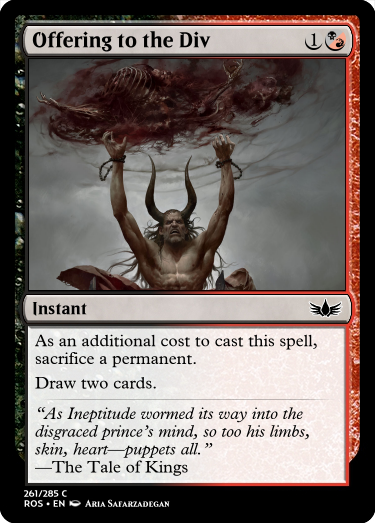 Offering to the Div 1
Instant
As an additional cost to cast this spell,
sacrifice a permanent.
Draw two cards.
“As Ineptitude wormed its way into the
disgraced prince’s mind, so too his limbs,
skin, heart—puppets all.”
—The Tale of Kings
261/285 C
ROS • EN Aria Safarzadegan